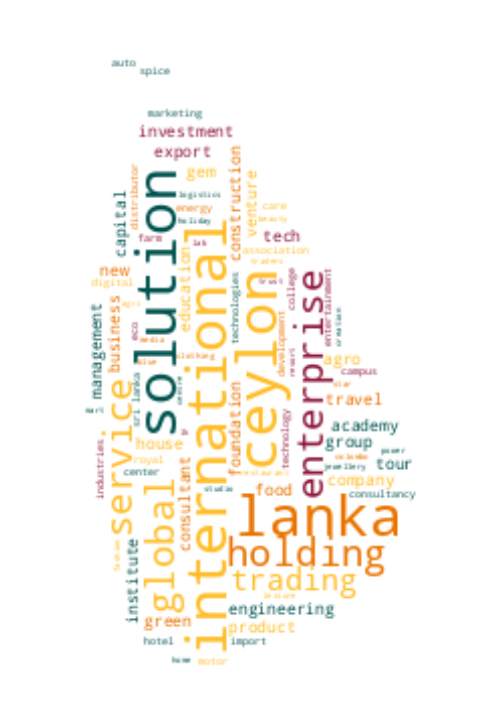 auto
spice
marketing
investment
export
gem
distributor
capital
solution
logistics
energy
holiday
construction
venture
care
beauty
farm
lab
tech
association
traders
new
digital
agri
education
international
technologies
trust
college
entertainment
creation
ceylon
enterprise
management
business
eco
media
blue
clothing
development
resort
agro
campus
star
travel
mart
sri lanka
centre
service
house
royal
center
foundation
technology
restaurant
academy
group
power
colombo
jewellery
tour
company
consultancy
industries
global
consultant
studio
food
lanka
holding
trading
leisure
institute
green
engineering
product
hotel
import
home
motor